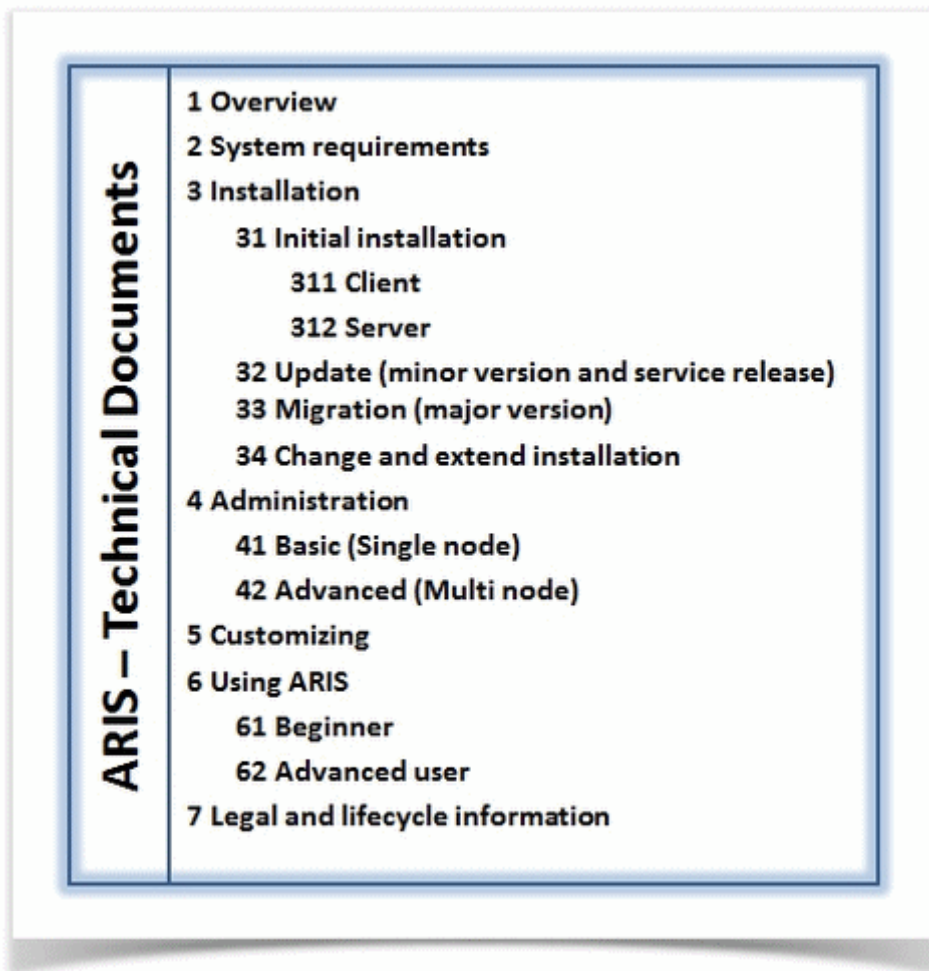 ARIS – Technical Documents
1 Overview
2 System requirements
3 Installation
31 Initial installation
311 Client
312 Server
32 Update (minor version and service release)
33 Migration (major version)
34 Change and extend installation
4 Administration
41 Basic (Single node)
42 Advanced (Multi node)
5 Customizing
6 Using ARIS
61 Beginner
62 Advanced user
7 Legal and lifecycle information